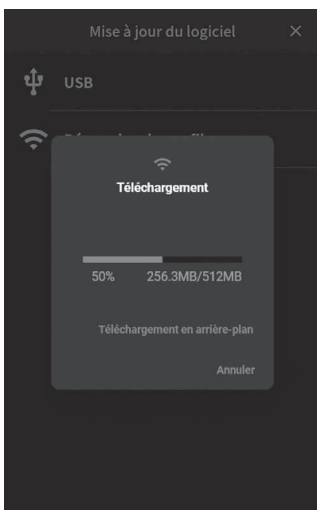 Mise à jour du logiciel
USB
Téléchargement
50% 256.3MB/512MB
Téléchargement en arrière-plan
Annuler